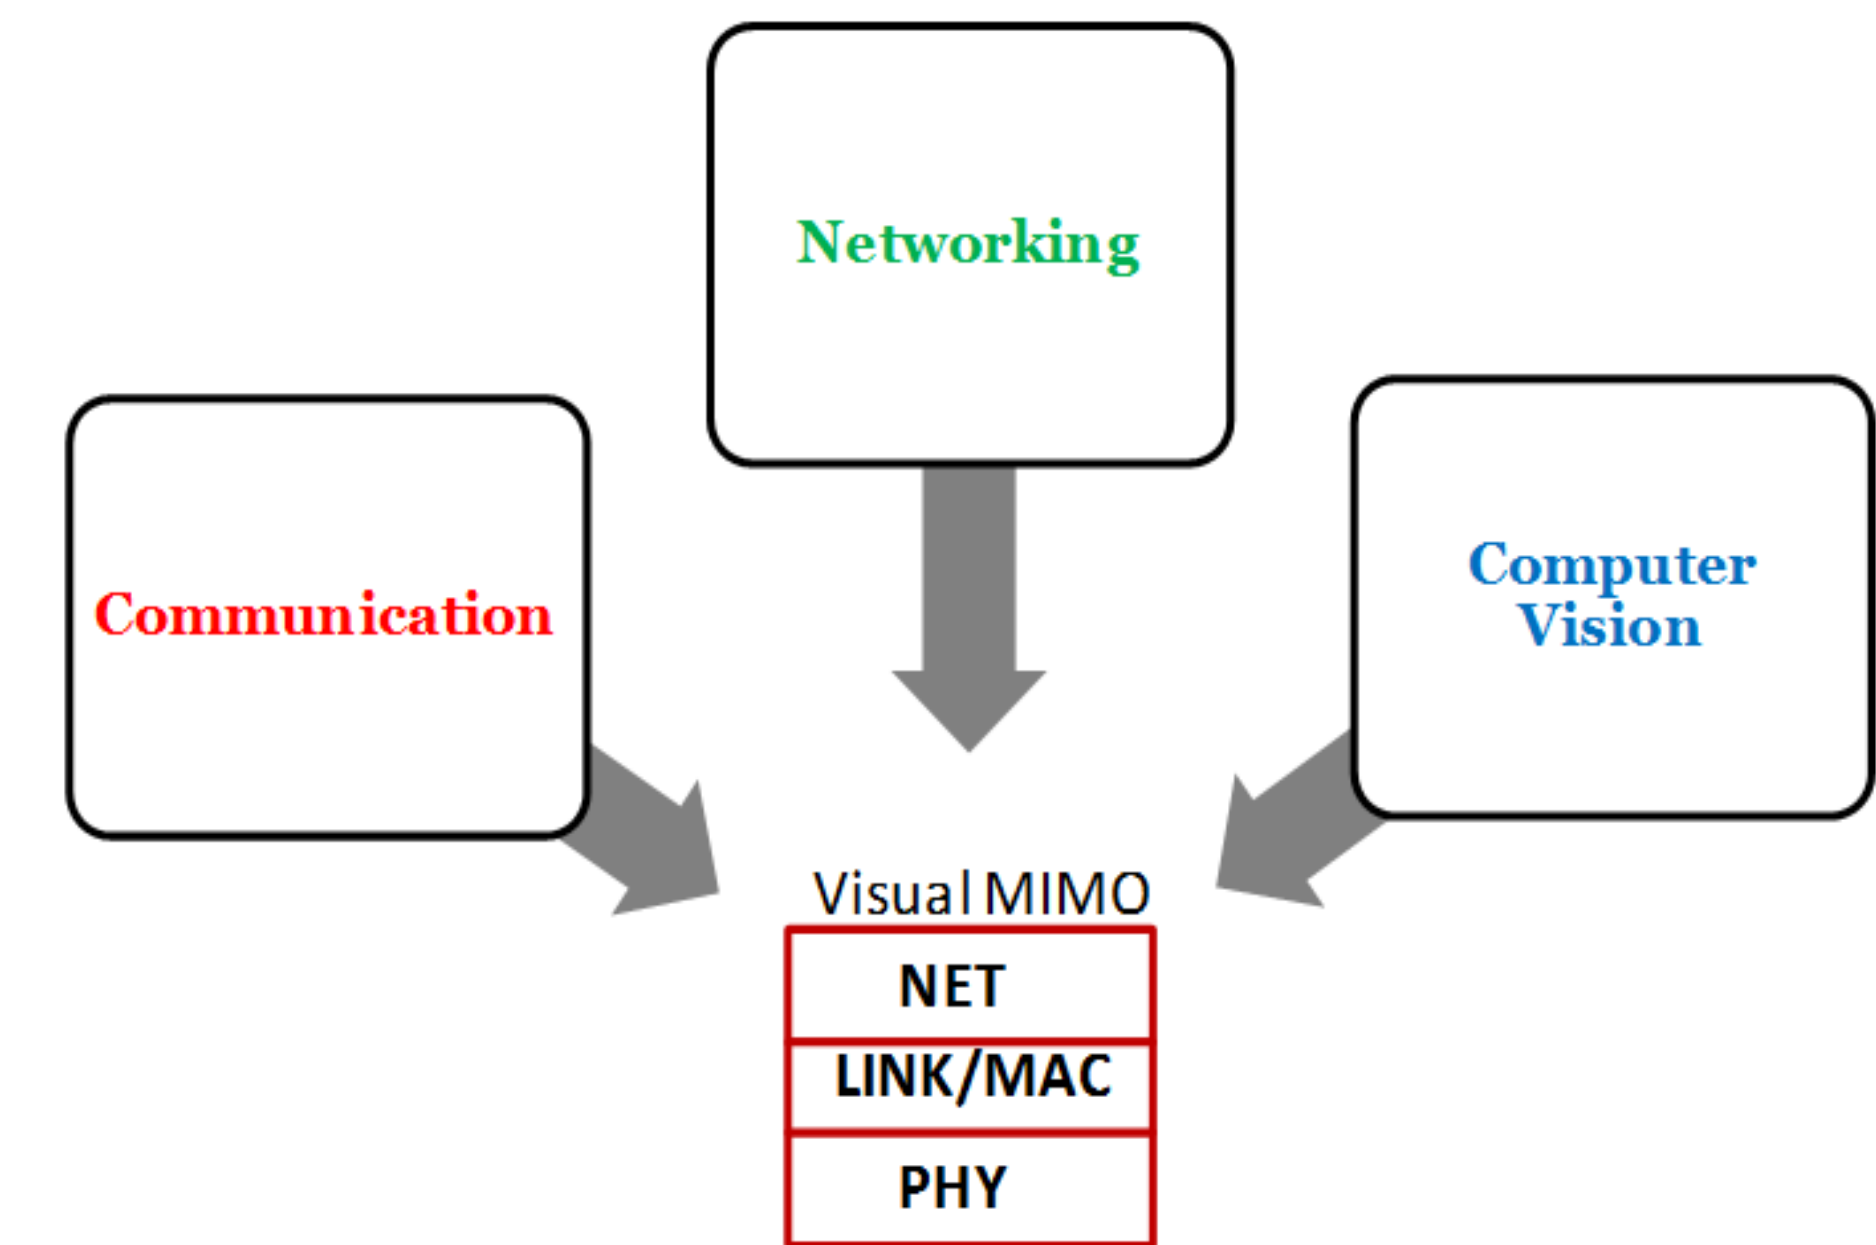 Networking
Communication
Computer
Vision
Visual MIMO
NET
LINK/MAC
PHY